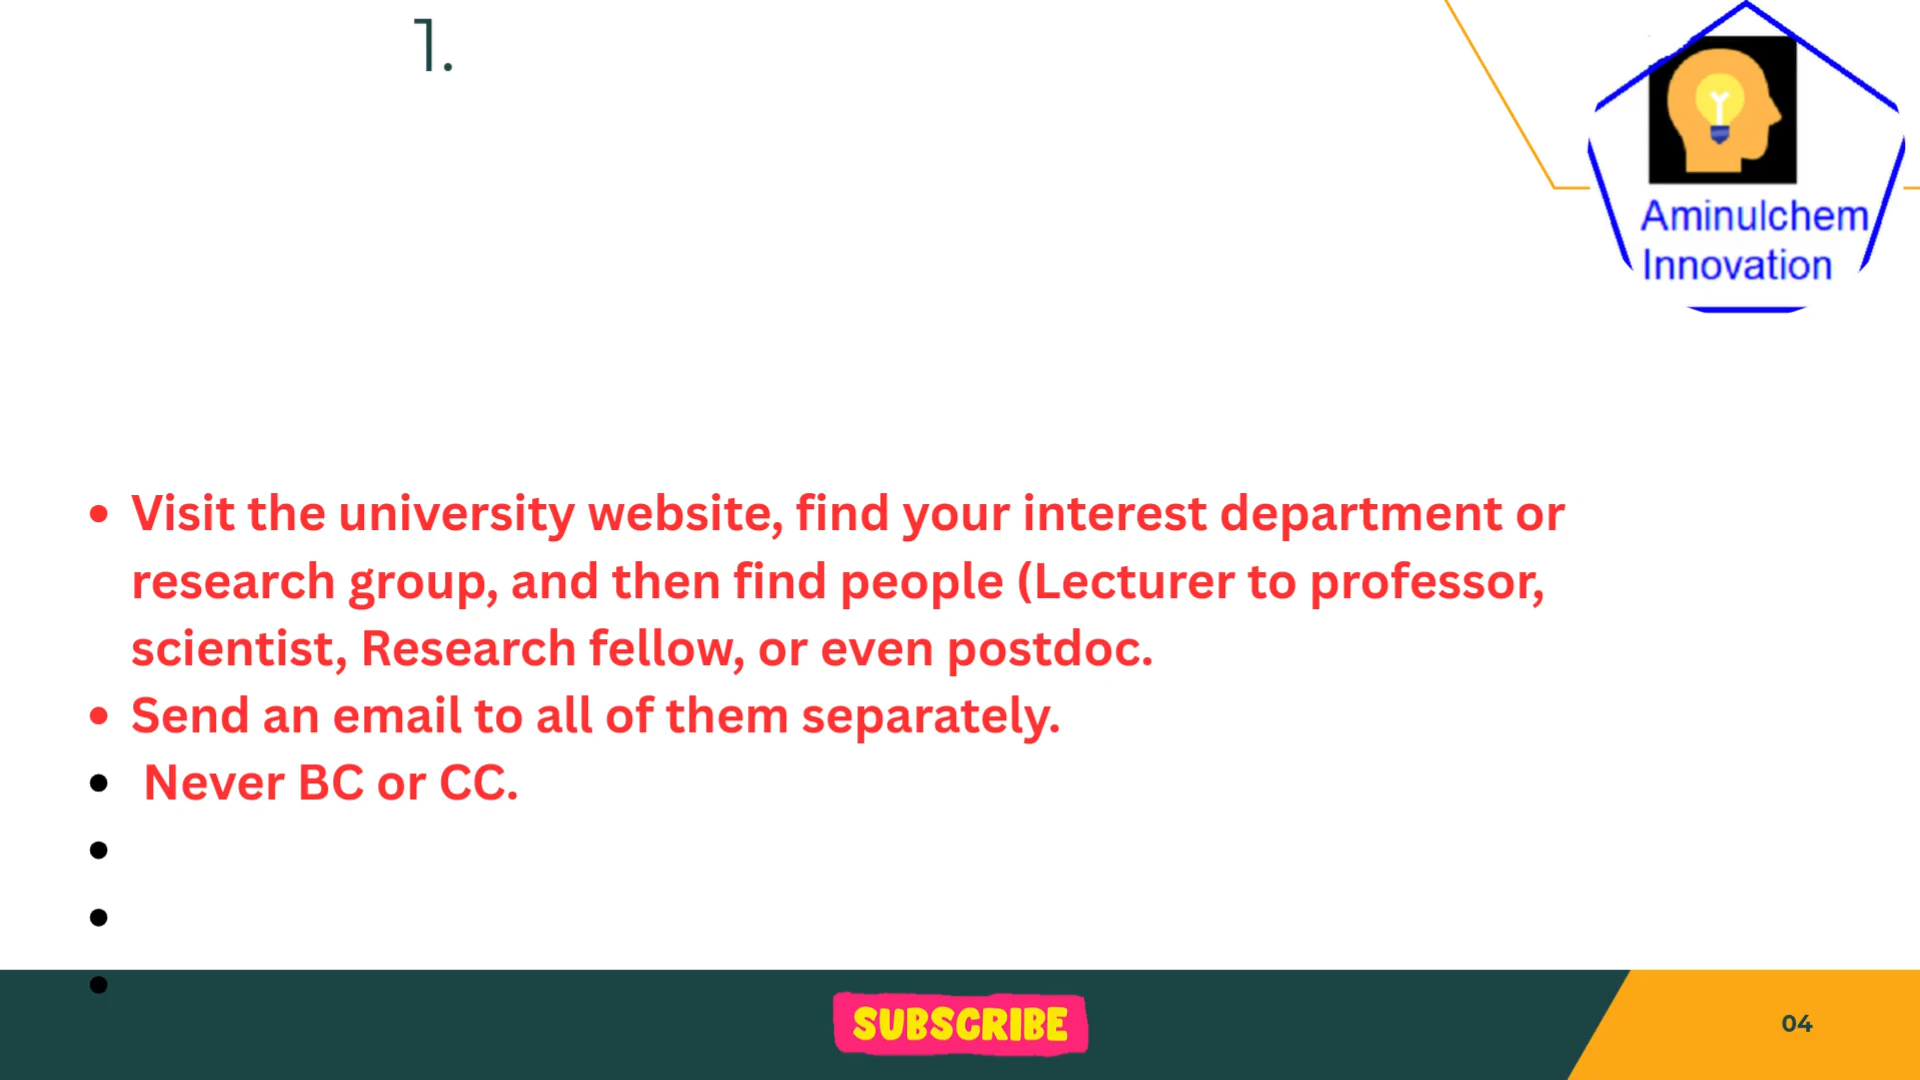 1.
Aminulchem
Innovation
• Visit the university website, find your interest department or
research group, and then find people (Lecturer to professor,
scientist, Research fellow, or even postdoc.
• Send an email to all of them separately.
• Never BC or CC.
•
•
•
SUBSCRIBE
04